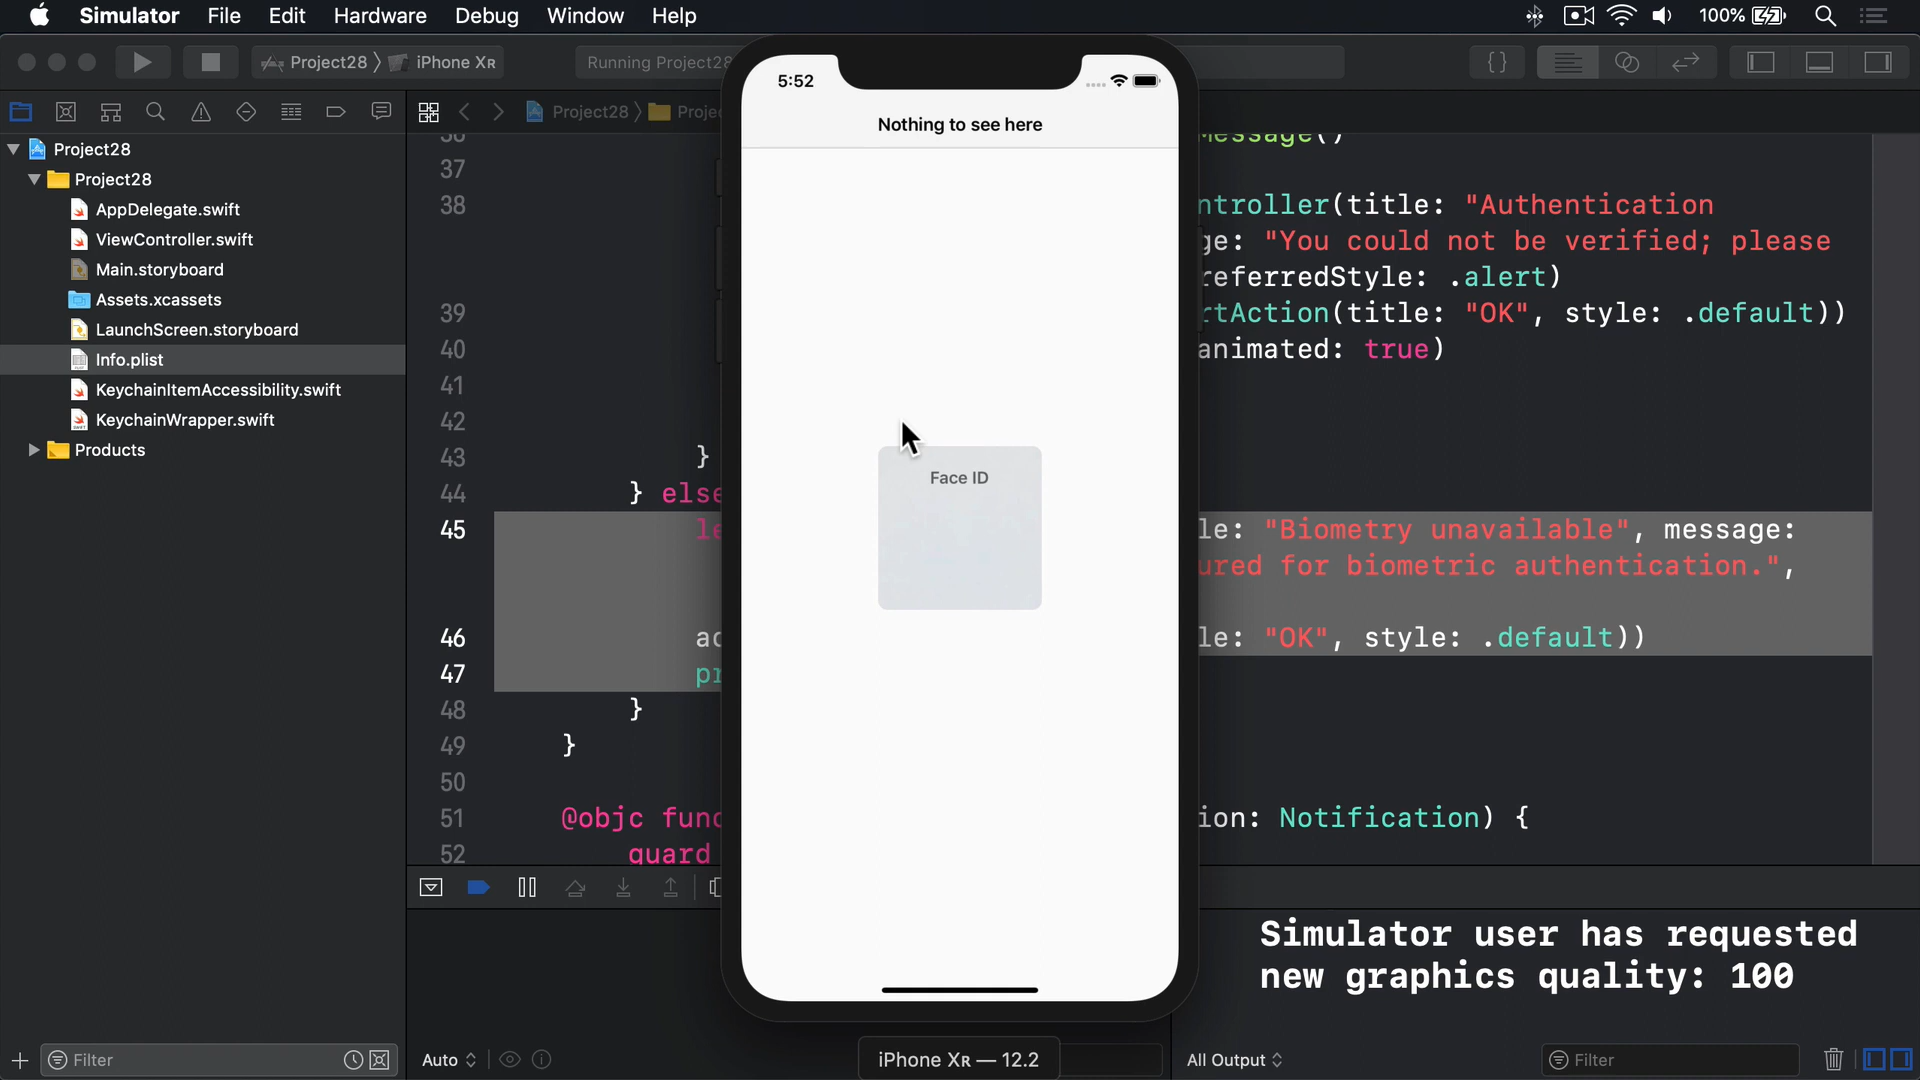 Simulator File Edit Hardware Debug Window Help 100%
Project28 iPhone XR Running Project28
Project28
5:52
Nothing to see here
Project28
Project28
AppDelegate.swift
ViewController.swift
Main.storyboard
Assets.xcassets
LaunchScreen.storyboard
Info.plist
KeychainItemAccessibility.swift
KeychainWrapper.swift
Products
Face ID
Message()
37
38 ntroller(title: "Authentication
ge: "You could not be verified; please
referredStyle: .alert)
39 rtAction(title: "OK", style: .default))
40 animated: true)
41
42
43 }
44 } else
45 le le: "Biometry unavailable", message:
ured for biometric authentication.",
46 ac le: "OK", style: .default))
47 pr
48 }
49 }
50
51 @objc func ion: Notification) {
52 guard
Simulator user has requested
new graphics quality: 100
Filter Auto iPhone XR — 12.2 All Output Filter